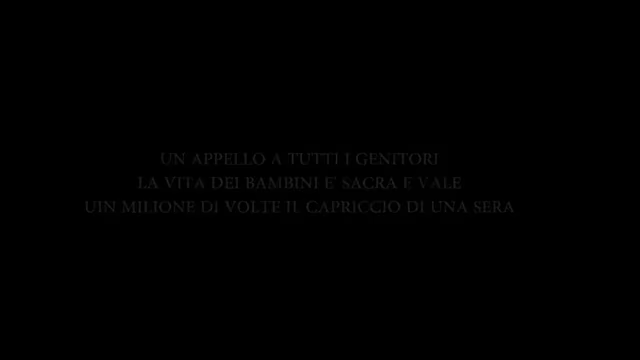 UN APPELLO A TUTTI I GENITORI
LA VITA DEI BAMBINI E' SACRA E VALE
UIN MILIONE DI VOLTE IL CAPRICCIO DI UNA SERA